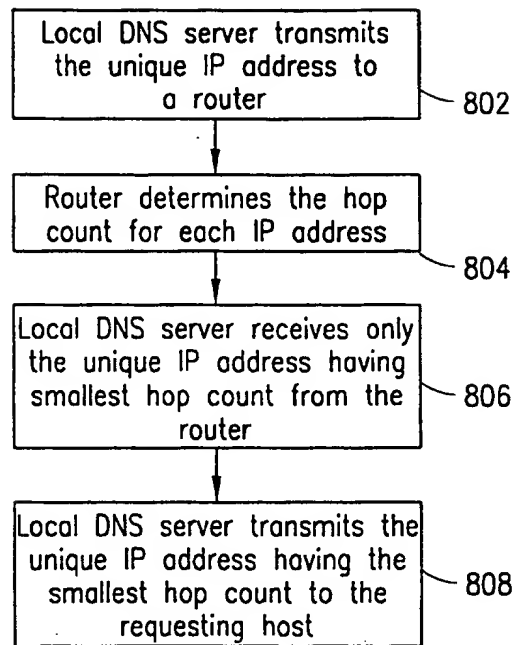 Local DNS server transmits
the unique IP address to
a router
802
Router determines the hop
count for each IP address
804
Local DNS server receives only
the unique IP address having
smallest hop count from the
router
806
Local DNS server transmits the
unique IP address having the
smallest hop count to the
requesting host
808